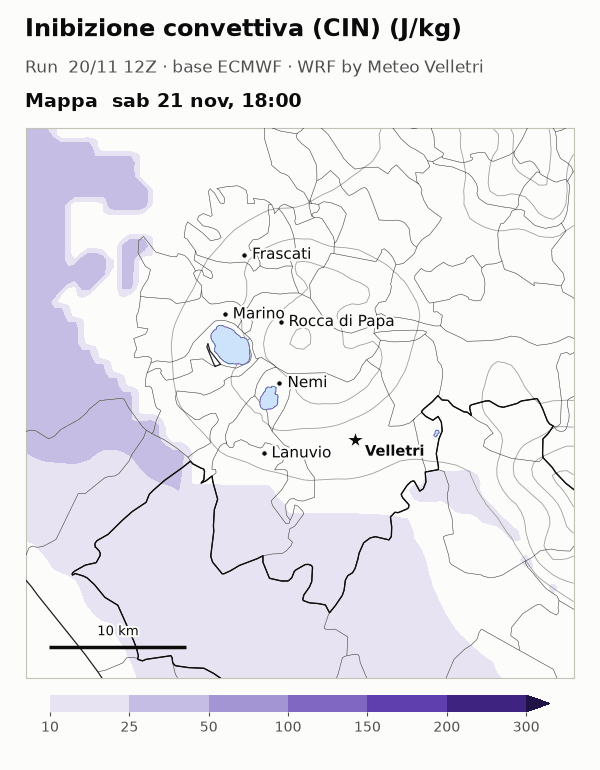 Inibizione convettiva (CIN) (J/kg)
Run 20/11 12Z · base ECMWF · WRF by Meteo Velletri
Mappa sab 21 nov, 18:00
Frascati
Marino
Rocca di Papa
Nemi
Velletri
Lanuvio
10 km
10 25 50 100 150 200 300